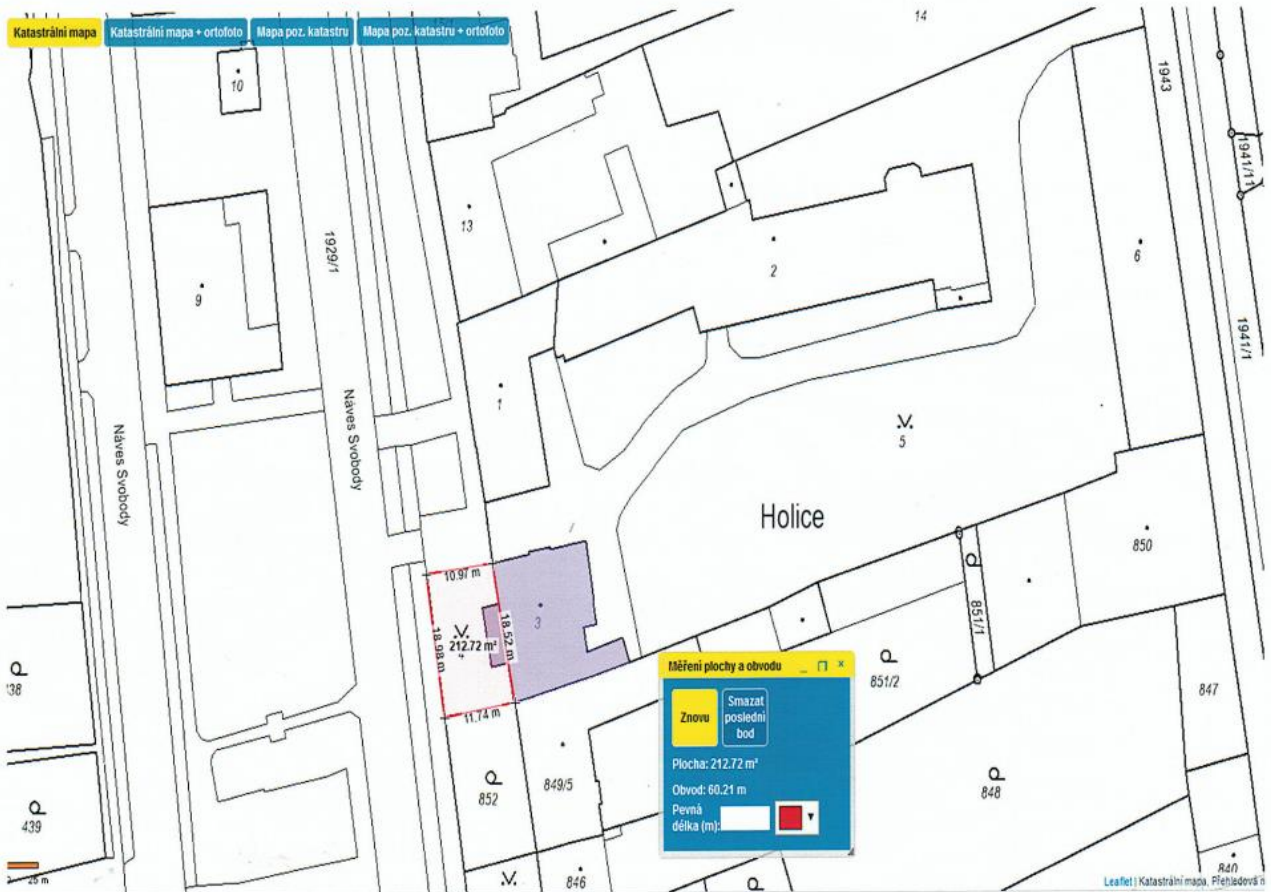 Katastrální mapa
Katastrální mapa + ortofoto
Mapa poz. katastru
Mapa poz. katastru + ortofoto
14
10
1943
1941/11
13
1929/1
2
6
9
1941/1
1
Náves Svobody
Náves Svobody
V.
5
Holice
850
10.97 m
851/1
3
18.98 m
18.52 m
212.72 m²
4
11.74 m
851/2
847
852
849/5
848
439
846
840
25 m
Měření plochy a obvodu
Znovu
Smazat
poslední
bod
Plocha: 212.72 m²
Obvod: 60.21 m
Pevná
délka (m):
Leaflet | Katastrální mapa, Přehledová